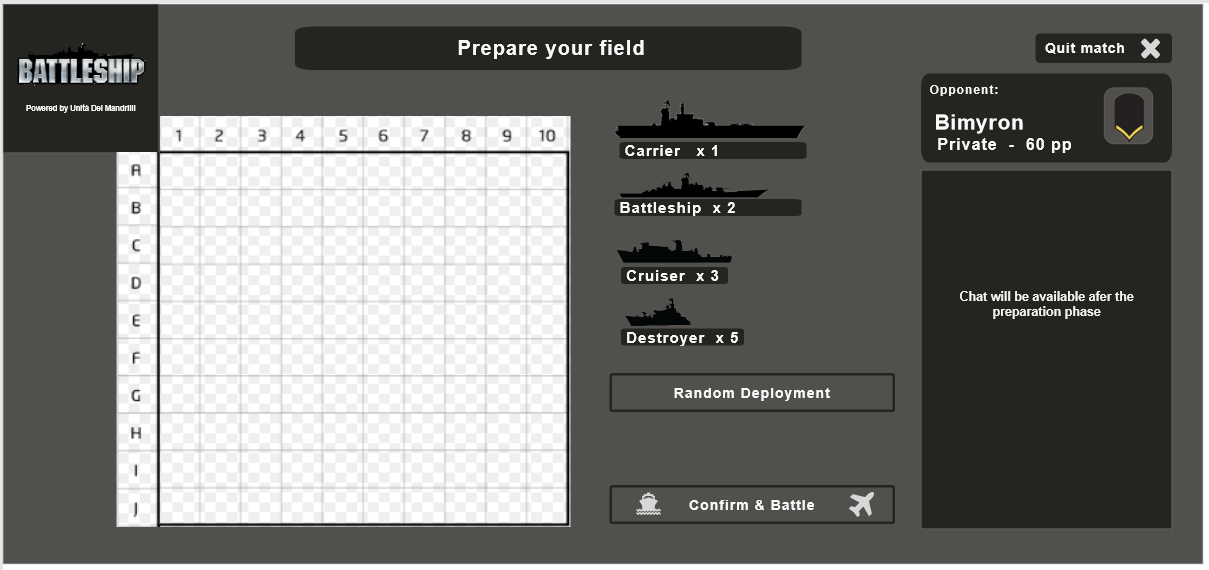 Prepare your field
Quit match
BATTLESHIP
Powered by Unità Dei Mandrilli
Opponent:
Bimyron
Private - 60 pp
1 2 3 4 5 6 7 8 9 10
A
B
C
D
E
F
G
H
I
J
Carrier x 1
Battleship x 2
Cruiser x 3
Destroyer x 5
Random Deployment
Confirm & Battle
Chat will be available afer the
preparation phase